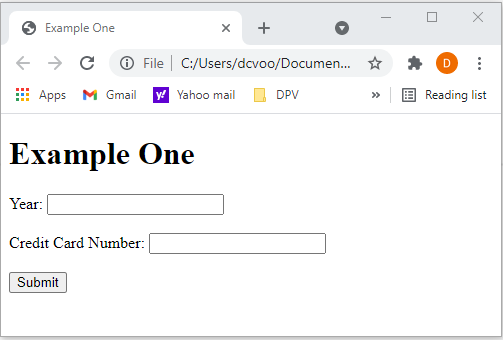 Example One
File | C:/Users/dcvoo/Documen...
D
Apps Gmail Yahoo mail DPV » Reading list
Example One
Year:
Credit Card Number:
Submit